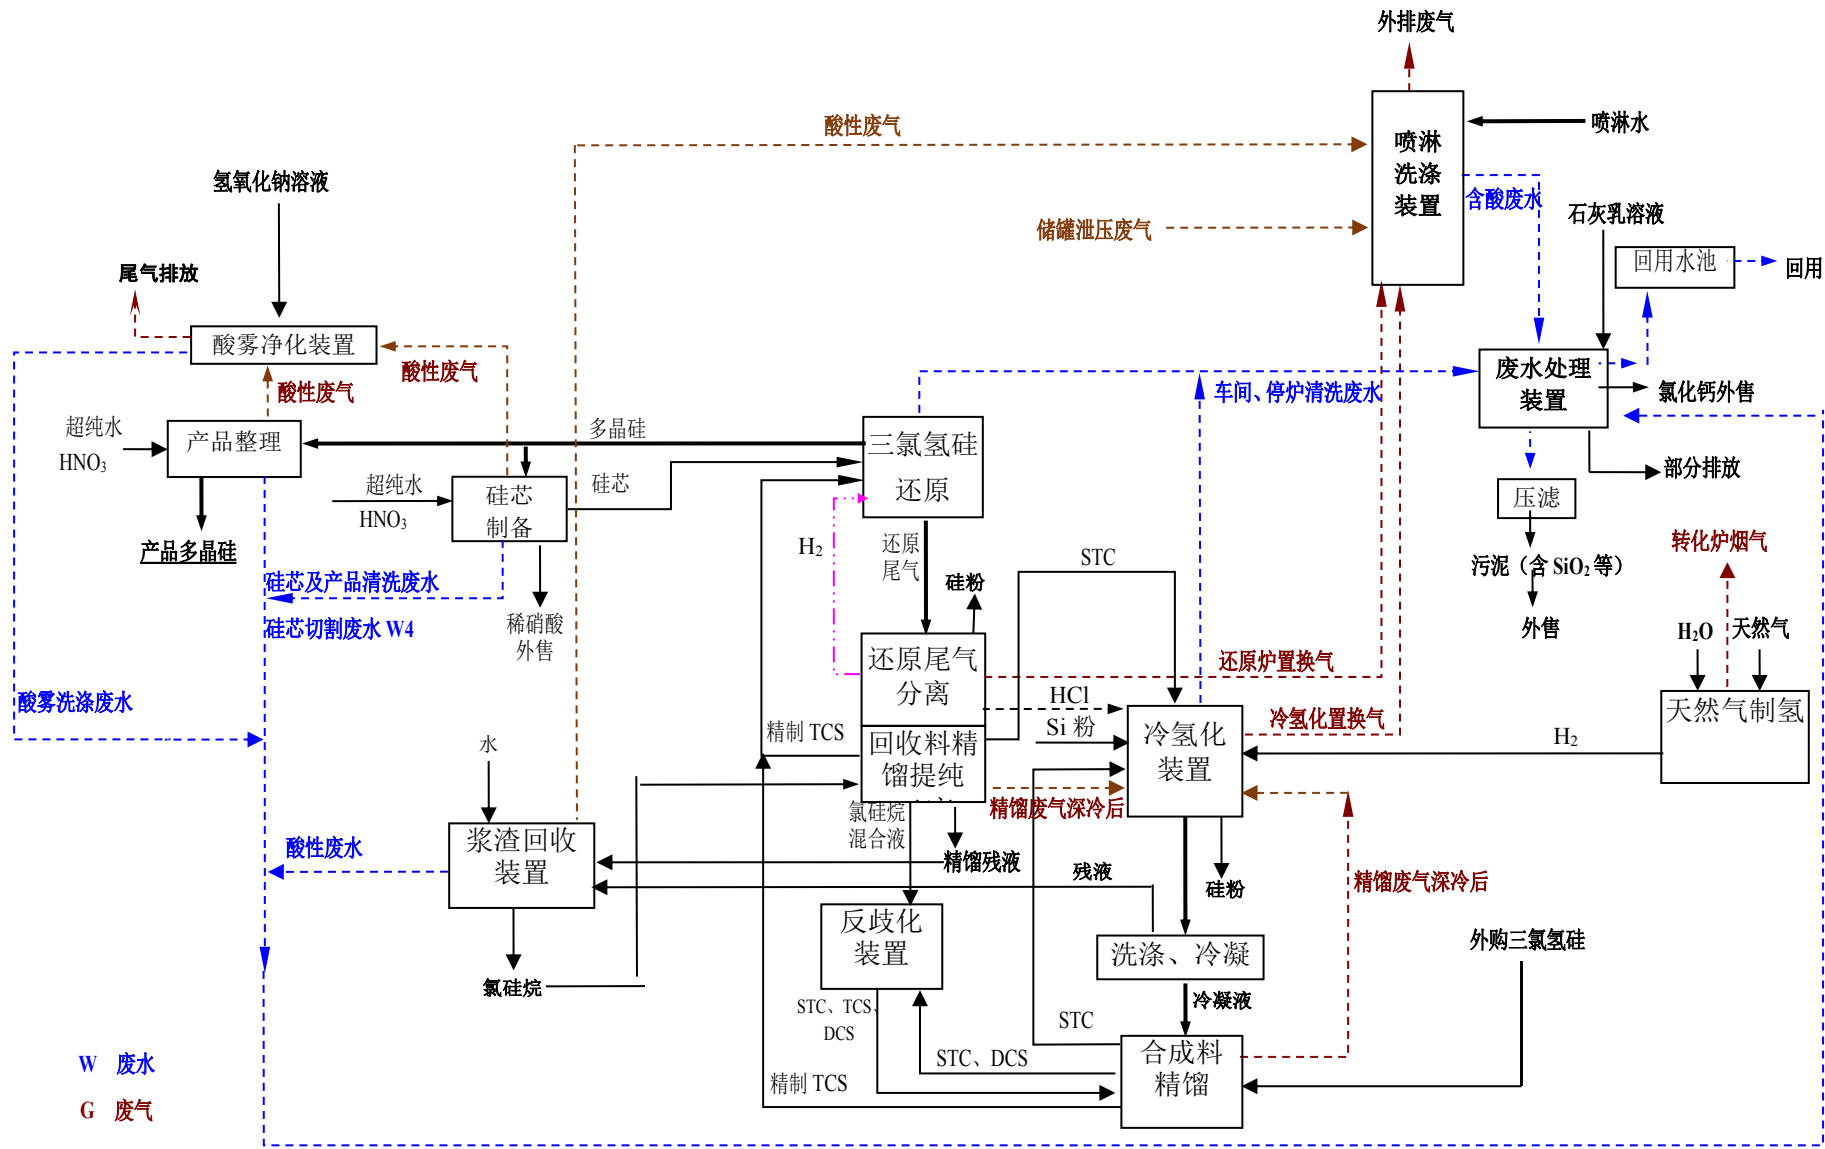 外排废气
喷淋
洗涤
装置
喷淋水
酸性废气
含酸废水
储罐泄压废气
石灰乳溶液
回用水池
回用
氢氧化钠溶液
尾气排放
酸雾净化装置
酸性废气
酸性废气
废水处理
装置
氯化钙外售
部分排放
车间、停炉清洗废水
超纯水
HNO₃
产品整理
多晶硅
三氯氢硅
还原
超纯水
HNO₃
硅芯
制备
硅芯
压滤
污泥（含 SiO₂ 等）
外售
产品多晶硅
硅芯及产品清洗废水
硅芯切割废水 W4
稀硝酸
外售
H₂
还原
尾气
硅粉
STC
转化炉烟气
H₂O
天然气
天然气制氢
还原尾气
分离
还原炉置换气
HCl
Si 粉
冷氢化
装置
冷氢化置换气
H₂
酸雾洗涤废水
精制 TCS
回收料精
馏提纯
水
氯硅烷
混合液
精馏废气深冷后
浆渣回收
装置
酸性废水
精馏残液
残液
硅粉
精馏废气深冷后
反歧化
装置
洗涤、冷凝
外购三氯氢硅
氯硅烷
冷凝液
STC、TCS、
DCS
STC
STC、DCS
合成料
精馏
精制 TCS
W 废水
G 废气